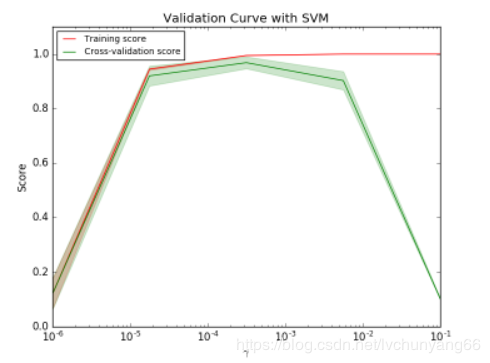 Validation Curve with SVM
Training score
Cross-validation score
Score
1.0
0.8
0.6
0.4
0.2
0.0
10^-6
10^-5
10^-4
10^-3
10^-2
10^-1
γ
https://blog.csdn.net/lvchunyang66